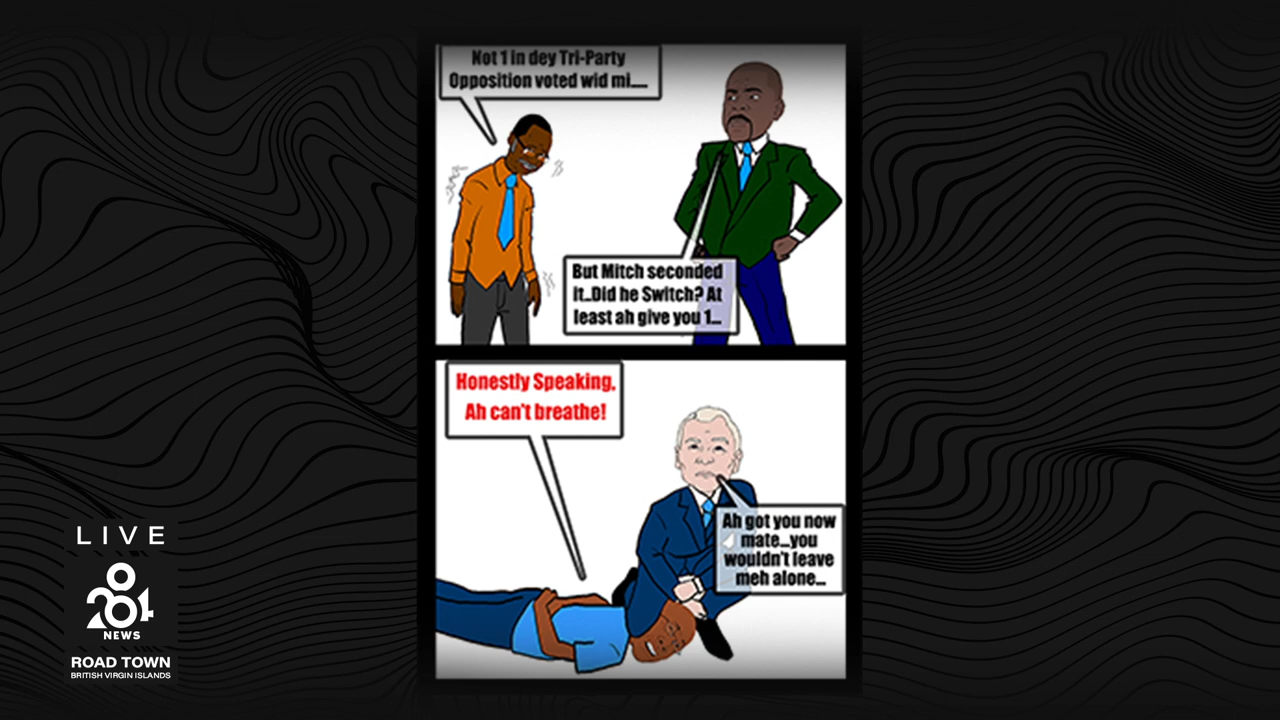 Not 1 in dey Tri-Party
Opposition voted wid mi.....
But Mitch seconded
it..Did he Switch? At
least ah give you 1...
Honestly Speaking,
Ah can't breathe!
Ah got you now
mate...you
wouldn't leave
meh alone...
LIVE
284
NEWS
ROAD TOWN
BRITISH VIRGIN ISLANDS